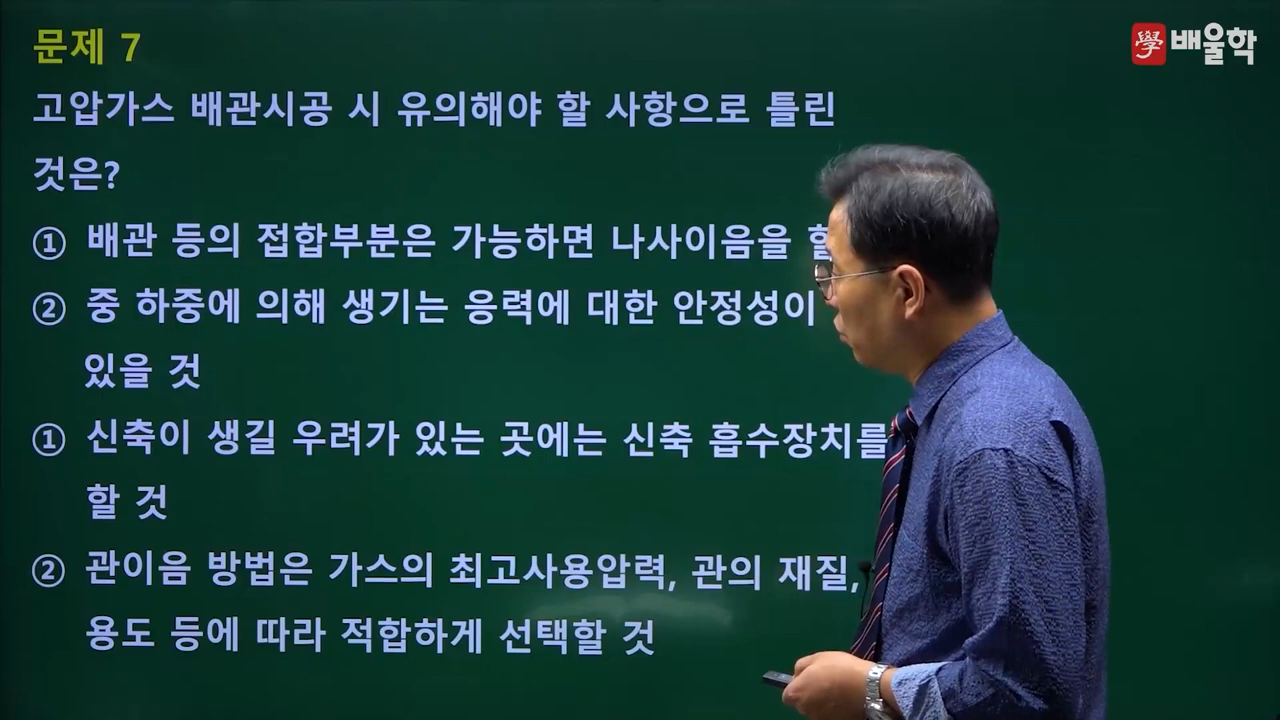 문제 7
學 배울학
고압가스 배관시공 시 유의해야 할 사항으로 틀린
것은?
① 배관 등의 접합부분은 가능하면 나사이음을
② 중 하중에 의해 생기는 응력에 대한 안정성이
있을 것
① 신축이 생길 우려가 있는 곳에는 신축 흡수장치를
할 것
② 관이음 방법은 가스의 최고사용압력, 관의 재질,
용도 등에 따라 적합하게 선택할 것